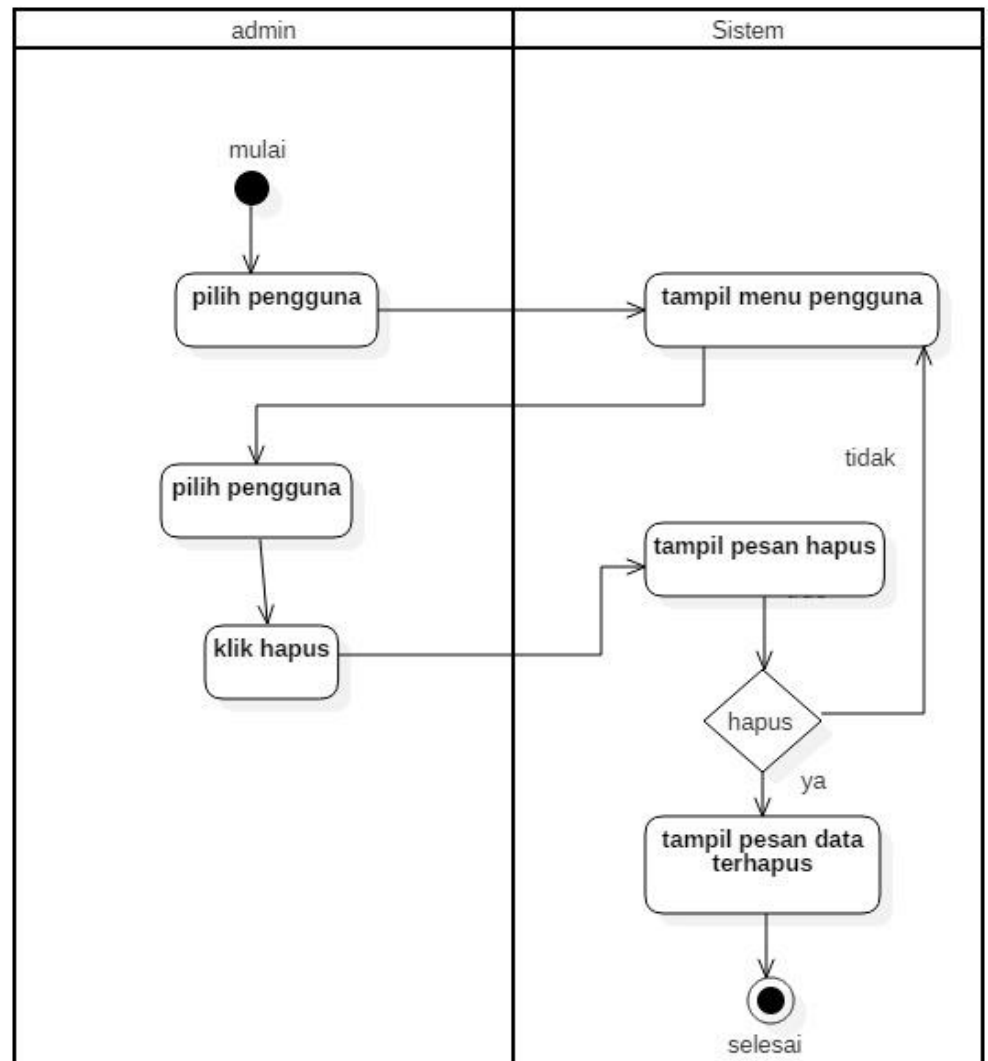 admin
Sistem
mulai
pilih pengguna
tampil menu pengguna
tidak
pilih pengguna
tampil pesan hapus
klik hapus
hapus
ya
tampil pesan data
terhapus
selesai